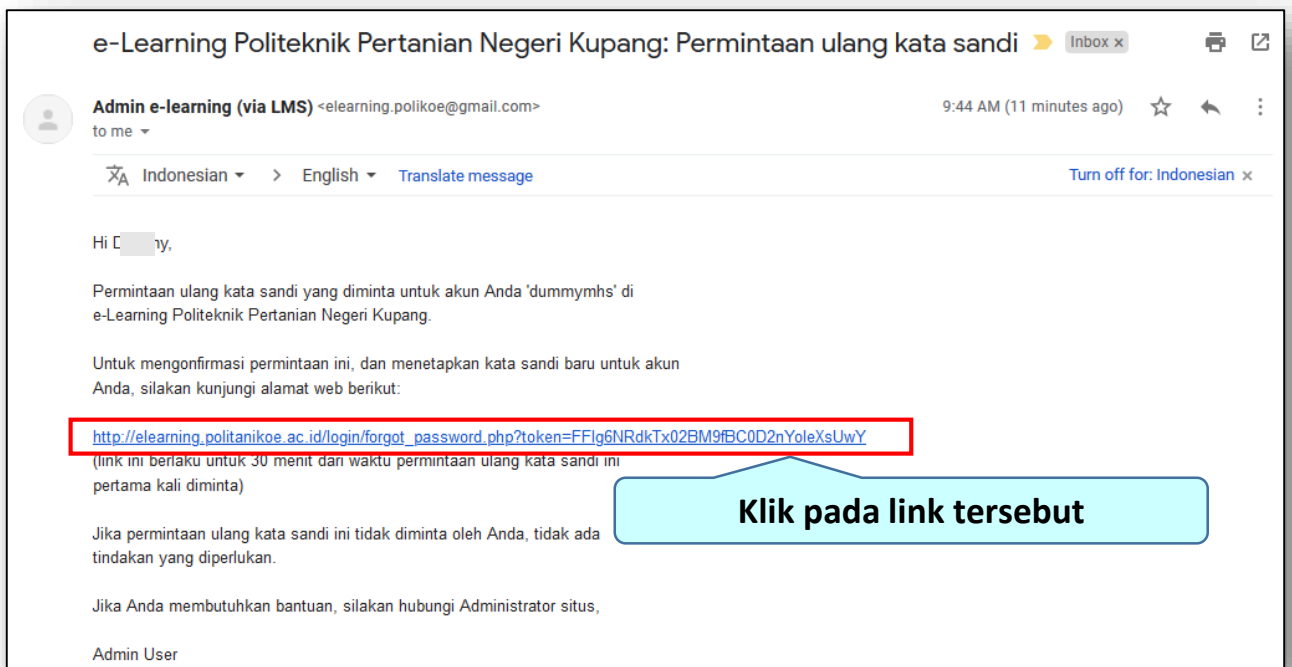 e-Learning Politeknik Pertanian Negeri Kupang: Permintaan ulang kata sandi Inbox x
Admin e-learning (via LMS) <elearning.polikoe@gmail.com> 9:44 AM (11 minutes ago)
to me
Indonesian > English Translate message Turn off for: Indonesian x
Hi
Permintaan ulang kata sandi yang diminta untuk akun Anda 'dummymhs' di
e-Learning Politeknik Pertanian Negeri Kupang.
Untuk mengonfirmasi permintaan ini, dan menetapkan kata sandi baru untuk akun
Anda, silakan kunjungi alamat web berikut:
http://elearning.politanikoe.ac.id/login/forgot_password.php?token=FFIg6NRdkTx02BM9fBC0D2nYoleXsUwY
(link ini berlaku untuk 30 menit dari waktu permintaan ulang kata sandi ini
pertama kali diminta)
Klik pada link tersebut
Jika permintaan ulang kata sandi ini tidak diminta oleh Anda, tidak ada
tindakan yang diperlukan.
Jika Anda membutuhkan bantuan, silakan hubungi Administrator situs,
Admin User